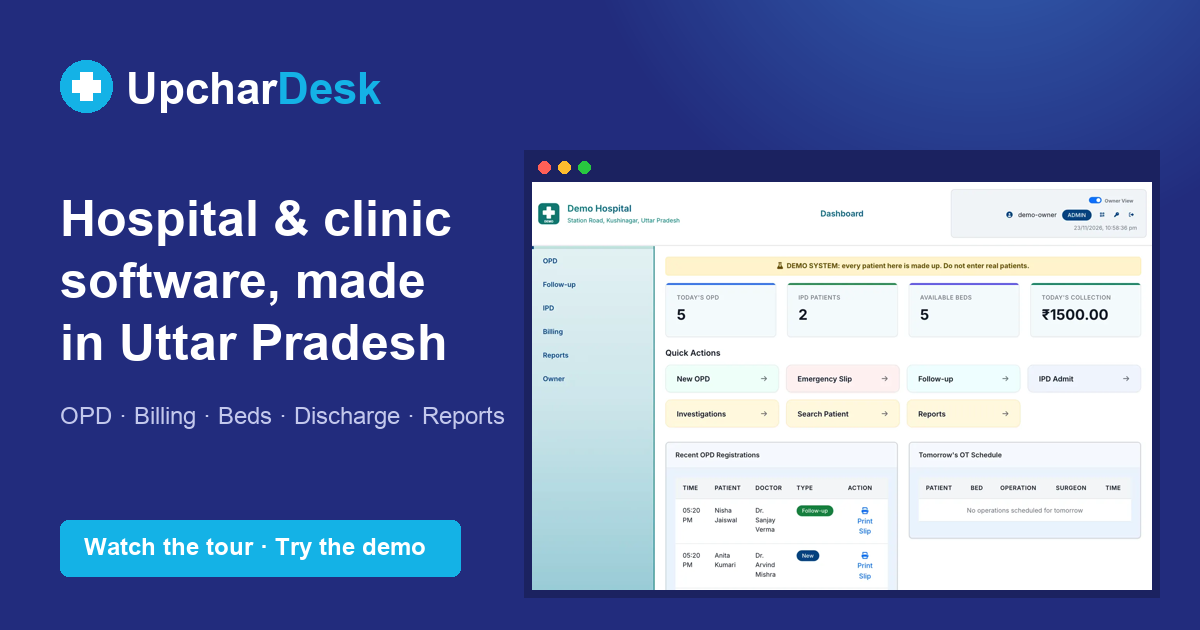 UpcharDesk
Hospital & clinic
software, made
in Uttar Pradesh
OPD · Billing · Beds · Discharge · Reports
Watch the tour · Try the demo
Demo Hospital
Station Road, Kushinagar, Uttar Pradesh
Dashboard
Owner View
demo-owner ADMIN
23/11/2026, 10:58:36 pm
OPD
Follow-up
IPD
Billing
Reports
Owner
DEMO SYSTEM: every patient here is made up. Do not enter real patients.
TODAY'S OPD
5
IPD PATIENTS
2
AVAILABLE BEDS
5
TODAY'S COLLECTION
₹1500.00
Quick Actions
New OPD →
Emergency Slip →
Follow-up →
IPD Admit →
Investigations →
Search Patient →
Reports →
Recent OPD Registrations
TIME PATIENT DOCTOR TYPE ACTION
05:20 PM Nisha Jaiswal Dr. Sanjay Verma Follow-up Print Slip
05:20 PM Anita Kumari Dr. Arvind Mishra New Print Slip
Tomorrow's OT Schedule
PATIENT BED OPERATION SURGEON TIME
No operations scheduled for tomorrow